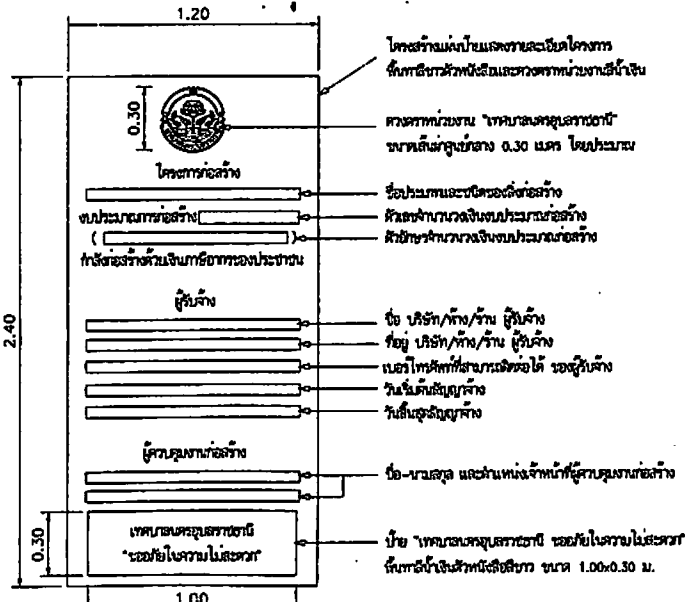 1.20
โครงสร้างแผ่นป้ายแสดงรายละเอียดโครงการ
พื้นทาสีขาวตัวหนังสือและดวงตราหน่วยงานสีน้ำเงิน
2.40
0.30
ดวงตราหน่วยงาน "เทศบาลนครอุบลราชธานี"
ขนาดเส้นผ่าศูนย์กลาง 0.30 เมตร โดยประมาณ
โครงการก่อสร้าง
ชื่อประเภทและชนิดของสิ่งก่อสร้าง
งบประมาณการก่อสร้าง
ตัวเลขจำนวนวงเงินงบประมาณก่อสร้าง
( )
ตัวอักษรจำนวนวงเงินงบประมาณก่อสร้าง
กำลังก่อสร้างด้วยเงินภาษีอากรของประชาชน
ผู้รับจ้าง
ชื่อ บริษัท/ห้าง/ร้าน ผู้รับจ้าง
ที่อยู่ บริษัท/ห้าง/ร้าน ผู้รับจ้าง
เบอร์โทรศัพท์ที่สามารถติดต่อได้ ของผู้รับจ้าง
วันเริ่มต้นสัญญาจ้าง
วันสิ้นสุดสัญญาจ้าง
ผู้ควบคุมงานก่อสร้าง
ชื่อ-นามสกุล และตำแหน่งเจ้าหน้าที่ผู้ควบคุมงานก่อสร้าง
0.30
เทศบาลนครอุบลราชธานี
"ขออภัยในความไม่สะดวก"
ป้าย "เทศบาลนครอุบลราชธานี ขออภัยในความไม่สะดวก"
พื้นทาสีน้ำเงินตัวหนังสือสีขาว ขนาด 1.00x0.30 ม.
1.00